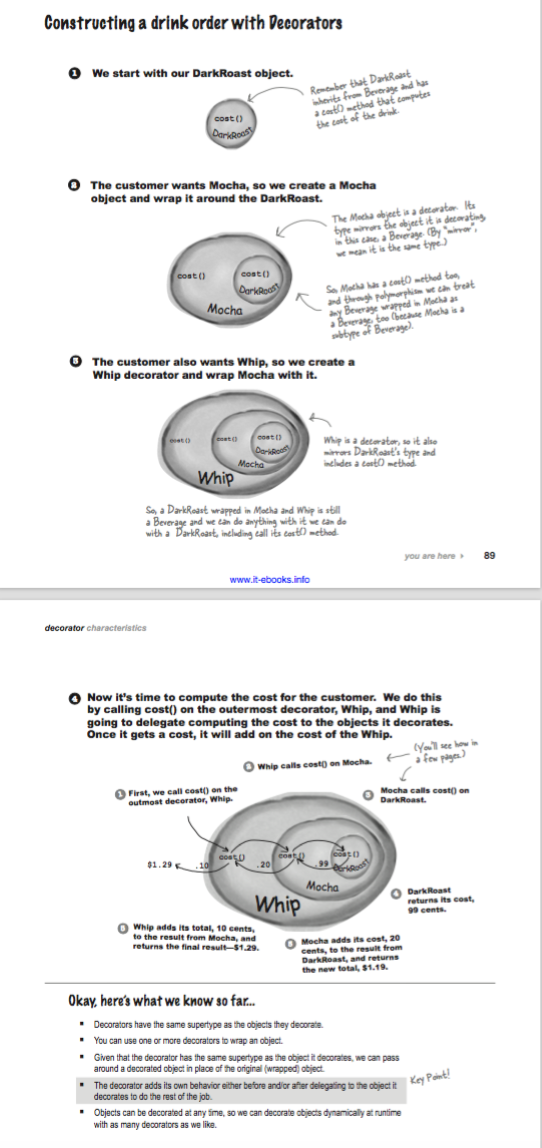 Constructing a drink order with Decorators
1 We start with our DarkRoast object.
Remember that DarkRoast
inherits from Beverage and has
a cost() method that computes
the cost of the drink.
cost()
DarkRoast
2 The customer wants Mocha, so we create a Mocha
object and wrap it around the DarkRoast.
The Mocha object is a decorator. Its
type mirrors the object it is decorating,
in this case, a Beverage. (By "mirror",
we mean it is the same type.)
cost()
cost()
DarkRoast
Mocha
So, Mocha has a cost() method too,
and through polymorphism we can treat
any Beverage wrapped in Mocha as
a Beverage, too (because Mocha is a
subtype of Beverage).
3 The customer also wants Whip, so we create a
Whip decorator and wrap Mocha with it.
cost()
cost()
cost()
DarkRoast
Mocha
Whip
Whip is a decorator, so it also
mirrors DarkRoast's type and
includes a cost() method.
So, a DarkRoast wrapped in Mocha and Whip is still
a Beverage and we can do anything with it we can do
with a DarkRoast, including call its cost() method.
you are here 89
www.it-ebooks.info
decorator characteristics
4 Now it's time to compute the cost for the customer. We do this
by calling cost() on the outermost decorator, Whip, and Whip is
going to delegate computing the cost to the objects it decorates.
Once it gets a cost, it will add on the cost of the Whip.
(You'll see how in
a few pages.)
2 Whip calls cost() on Mocha.
1 First, we call cost() on the
outmost decorator, Whip.
3 Mocha calls cost() on
DarkRoast.
$1.29
.10
cost()
.20
cost()
.99
cost()
DarkRoast
Mocha
Whip
4 DarkRoast
returns its cost,
99 cents.
6 Whip adds its total, 10 cents,
to the result from Mocha, and
returns the final result—$1.29.
5 Mocha adds its cost, 20
cents, to the result from
DarkRoast, and returns
the new total, $1.19.
Okay, here's what we know so far...
▪ Decorators have the same supertype as the objects they decorate.
▪ You can use one or more decorators to wrap an object.
▪ Given that the decorator has the same supertype as the object it decorates, we can pass
around a decorated object in place of the original (wrapped) object.
▪ The decorator adds its own behavior either before and/or after delegating to the object it
decorates to do the rest of the job.
Key Point!
▪ Objects can be decorated at any time, so we can decorate objects dynamically at runtime
with as many decorators as we like.